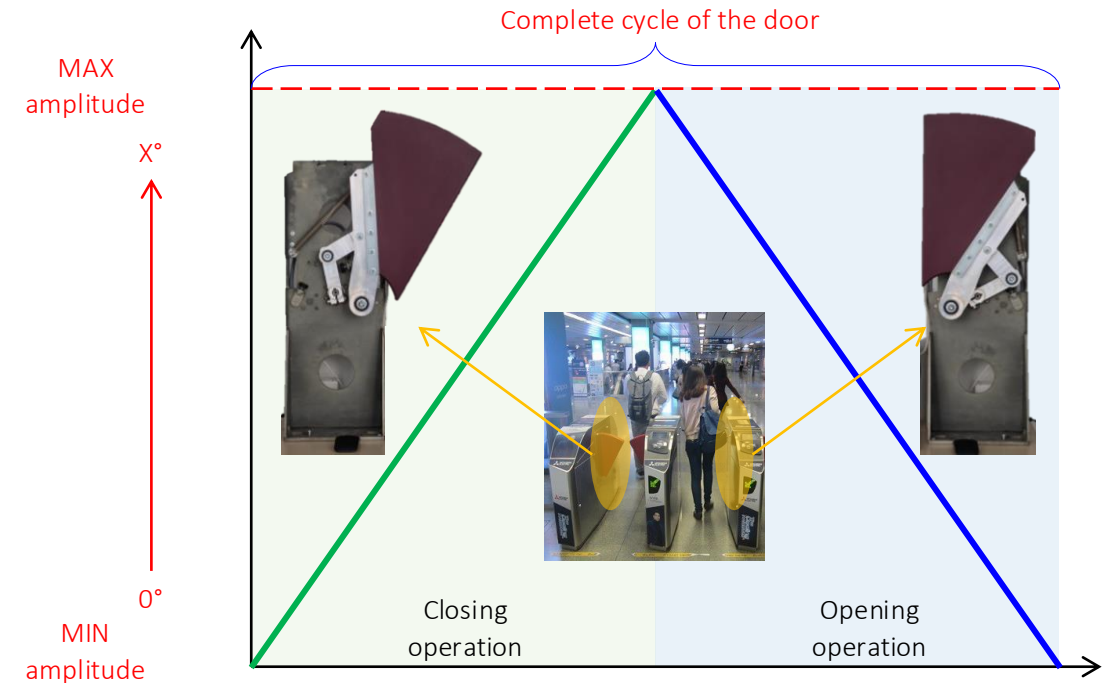 Complete cycle of the door
MAX
amplitude
X°
0°
MIN
amplitude
Closing
operation
Opening
operation